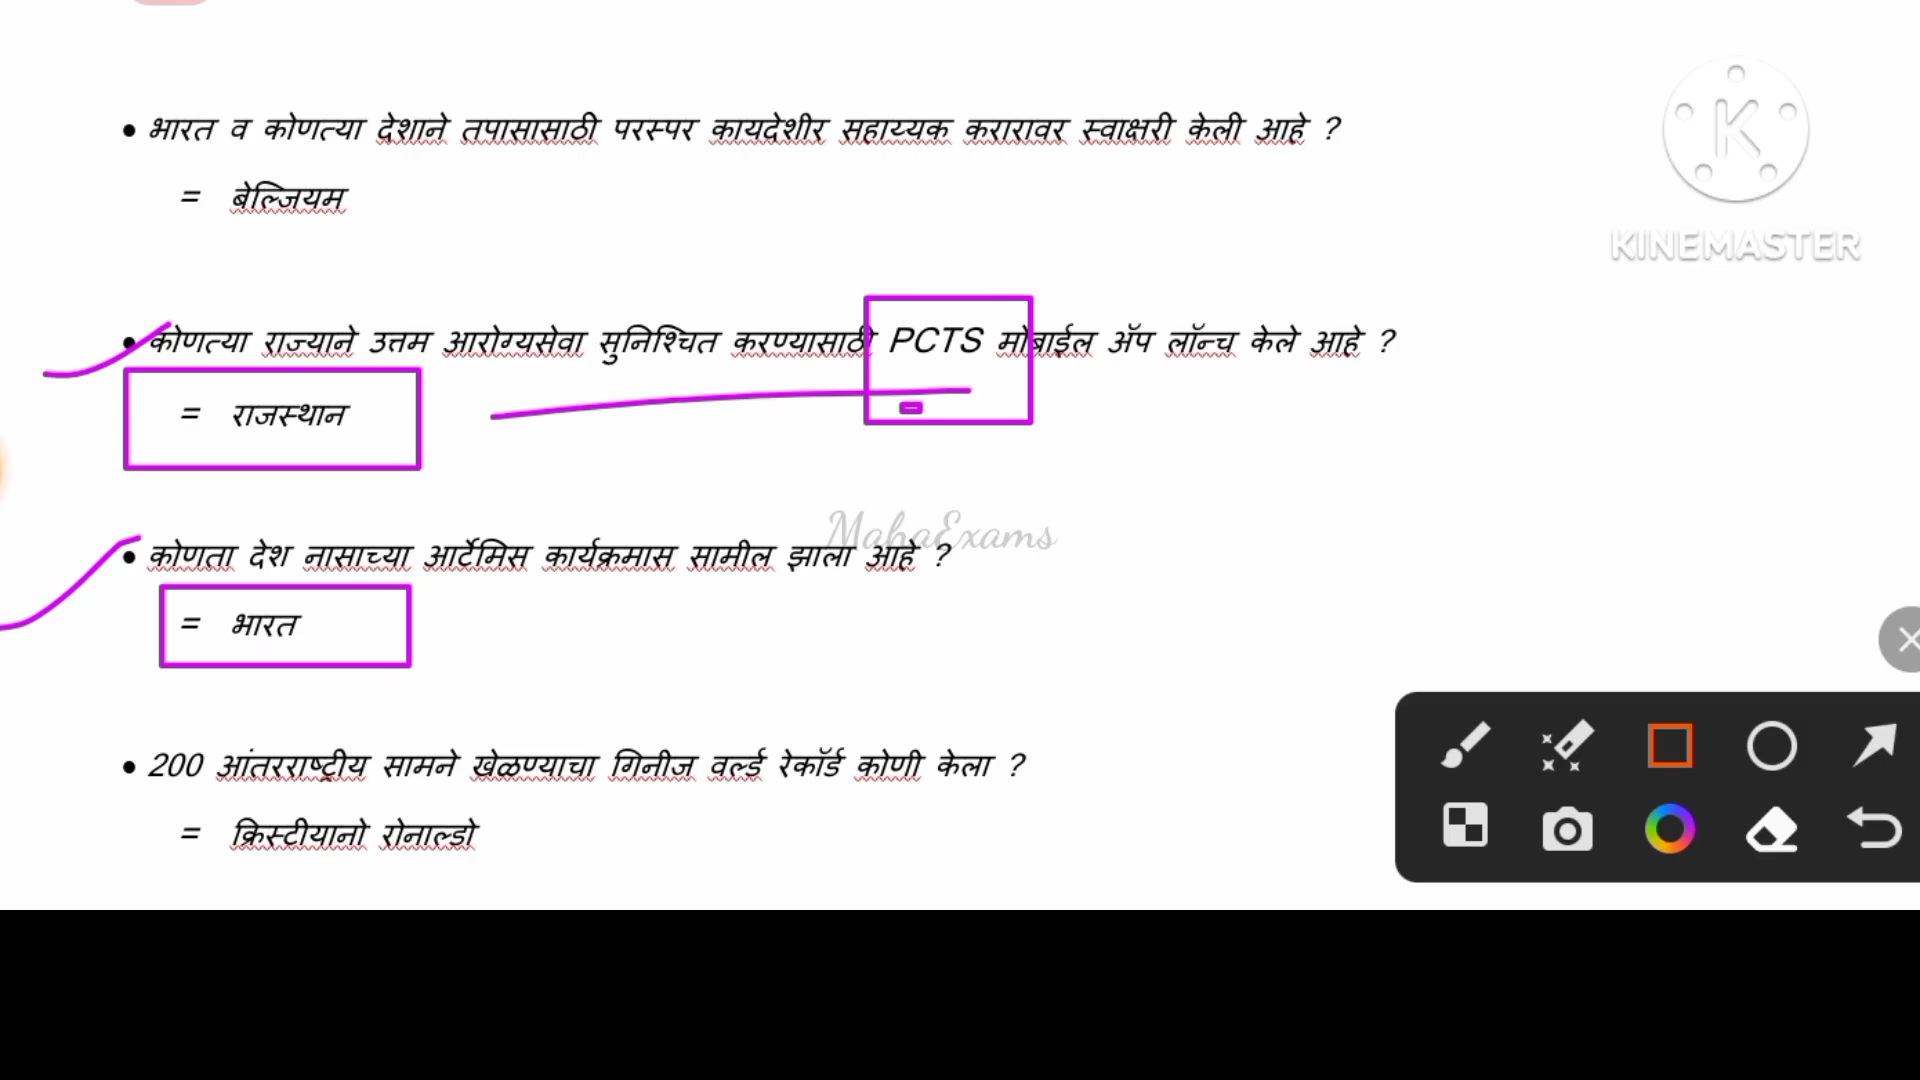 • भारत व कोणत्या देशाने तपासासाठी परस्पर कायदेशीर सहाय्यक करारावर स्वाक्षरी केली आहे ?
= बेल्जियम
K
KINEMASTER
• कोणत्या राज्याने उत्तम आरोग्यसेवा सुनिश्चित करण्यासाठी PCTS मोबाईल ॲप लॉन्च केले आहे ?
= राजस्थान
MahaExams
• कोणता देश नासाच्या आर्टेमिस कार्यक्रमास सामील झाला आहे ?
= भारत
• 200 आंतरराष्ट्रीय सामने खेळण्याचा गिनीज वर्ल्ड रेकॉर्ड कोणी केला ?
= क्रिस्टीयानो रोनाल्डो